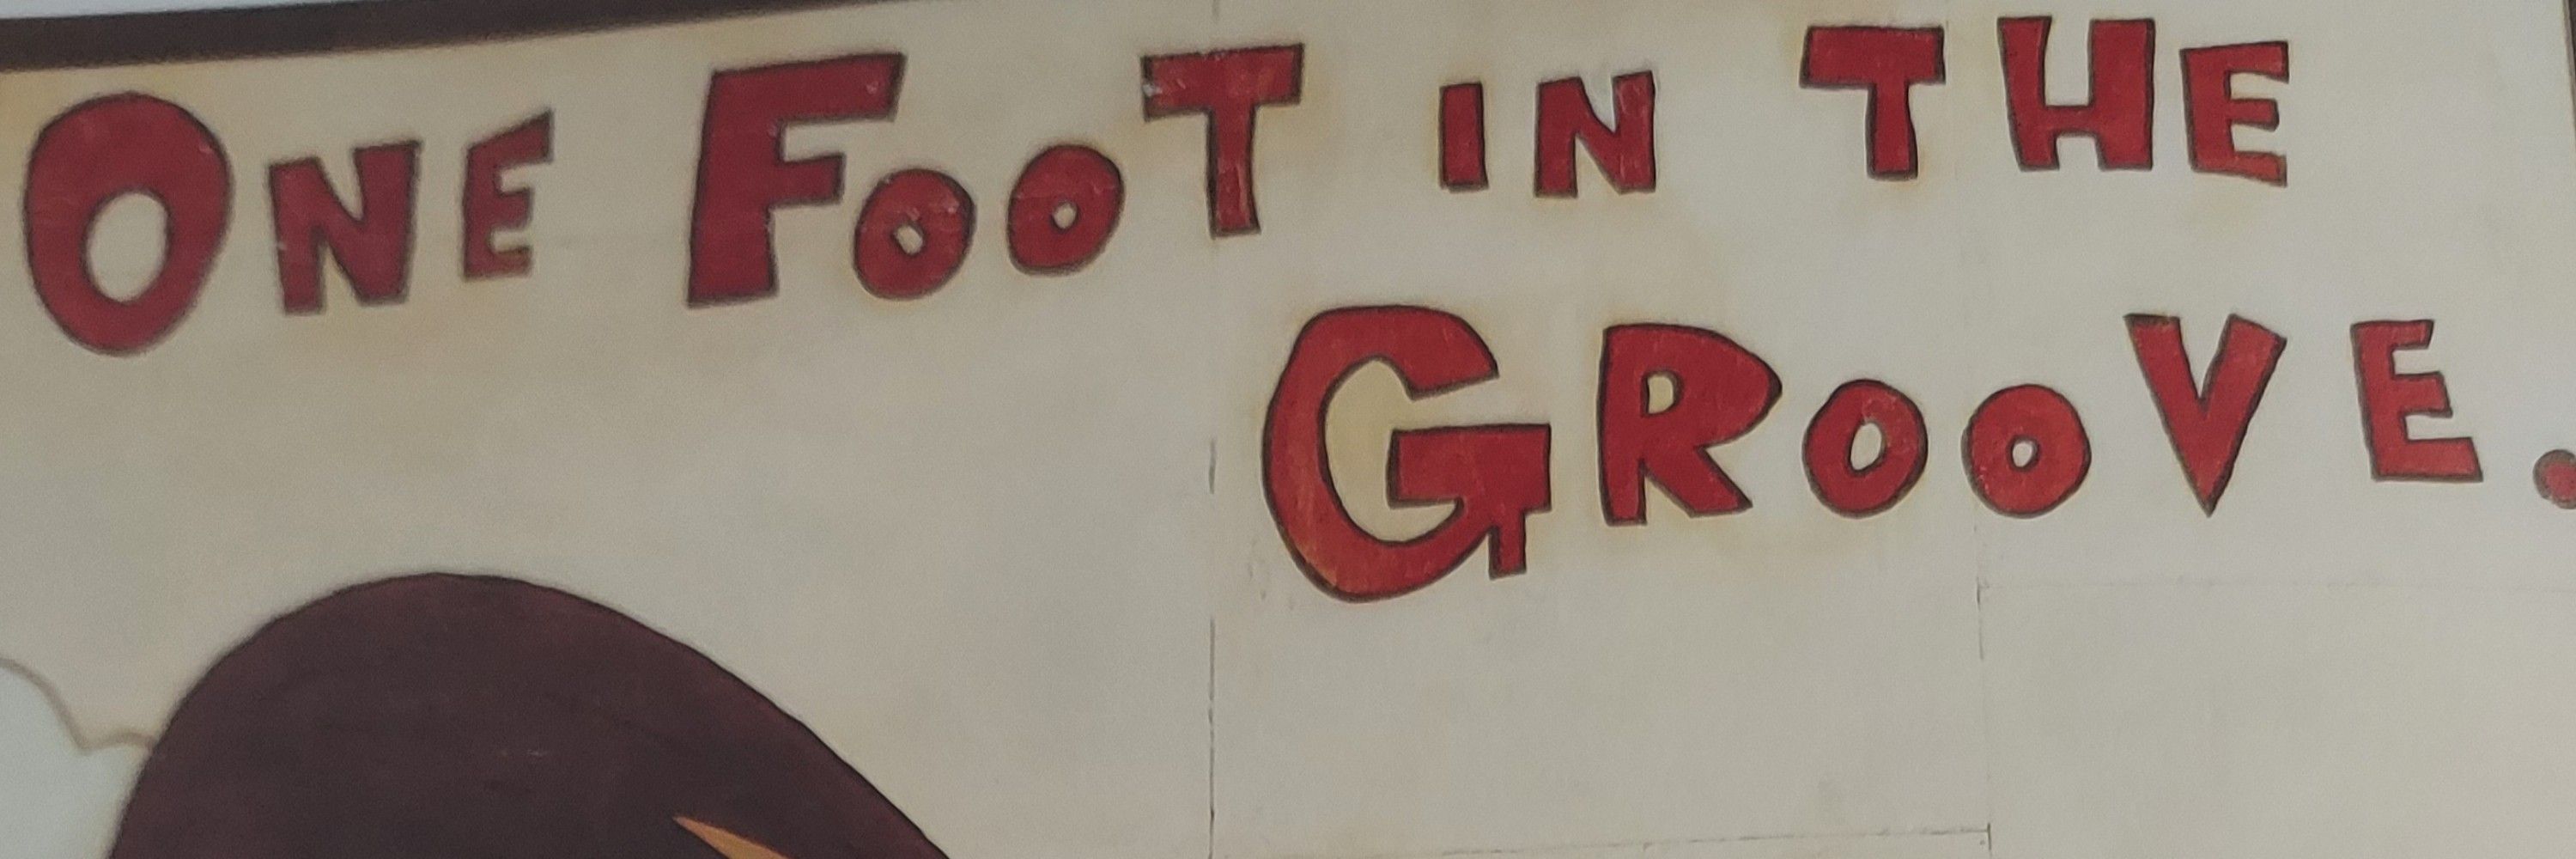 ONE FOOT IN THE
GROOVE.